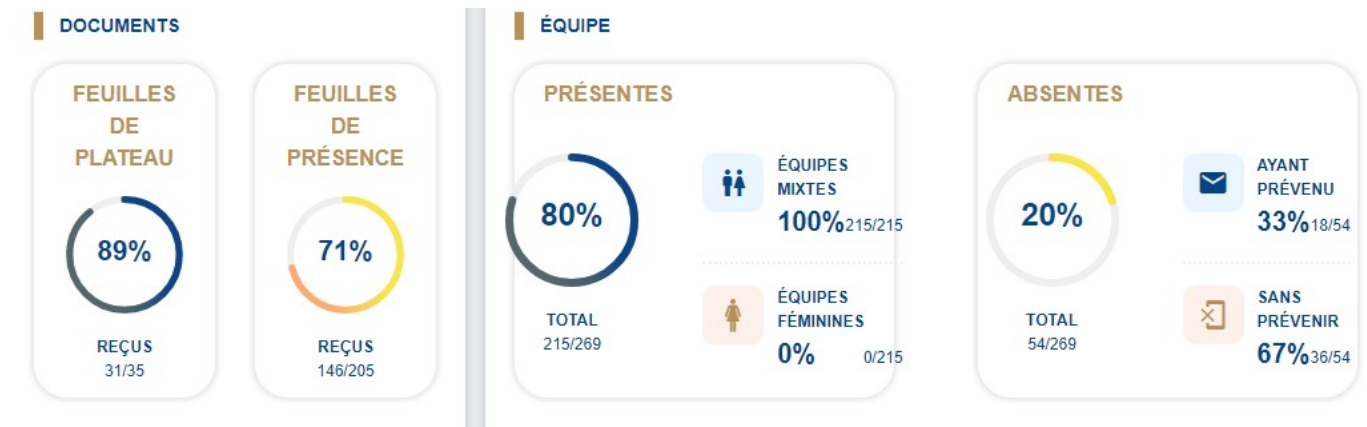 DOCUMENTS
FEUILLES
DE
PLATEAU
89%
REÇUS
31/35
FEUILLES
DE
PRÉSENCE
71%
REÇUS
146/205
ÉQUIPE
PRÉSENTES
80%
TOTAL
215/269
ÉQUIPES
MIXTES
100% 215/215
ÉQUIPES
FÉMININES
0% 0/215
ABSENTES
20%
TOTAL
54/269
AYANT
PRÉVENU
33% 18/54
SANS
PRÉVENIR
67% 36/54